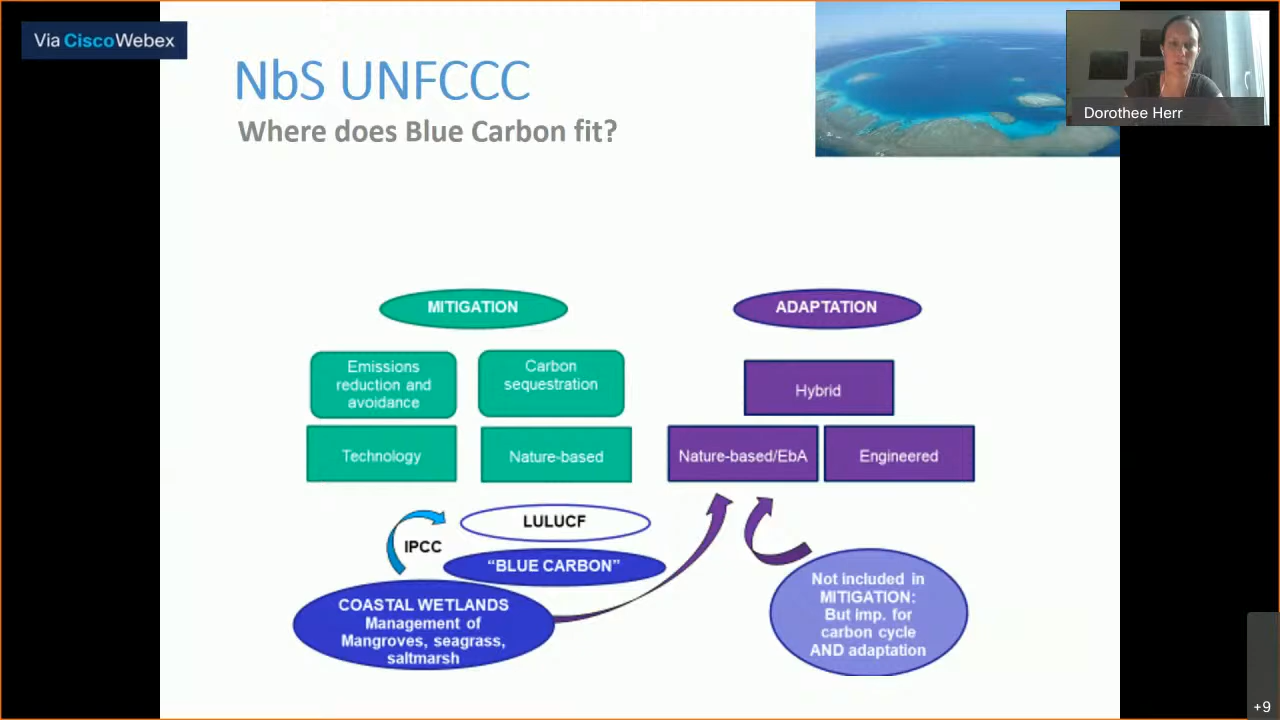 Via CiscoWebex
NbS UNFCCC
Where does Blue Carbon fit?
Dorothee Herr
MITIGATION
ADAPTATION
Emissions
reduction and
avoidance
Carbon
sequestration
Hybrid
Technology
Nature-based
Nature-based/EbA
Engineered
LULUCF
IPCC
“BLUE CARBON”
COASTAL WETLANDS
Management of
Mangroves, seagrass,
saltmarsh
Not included in
MITIGATION:
But imp. for
carbon cycle
AND adaptation
+9